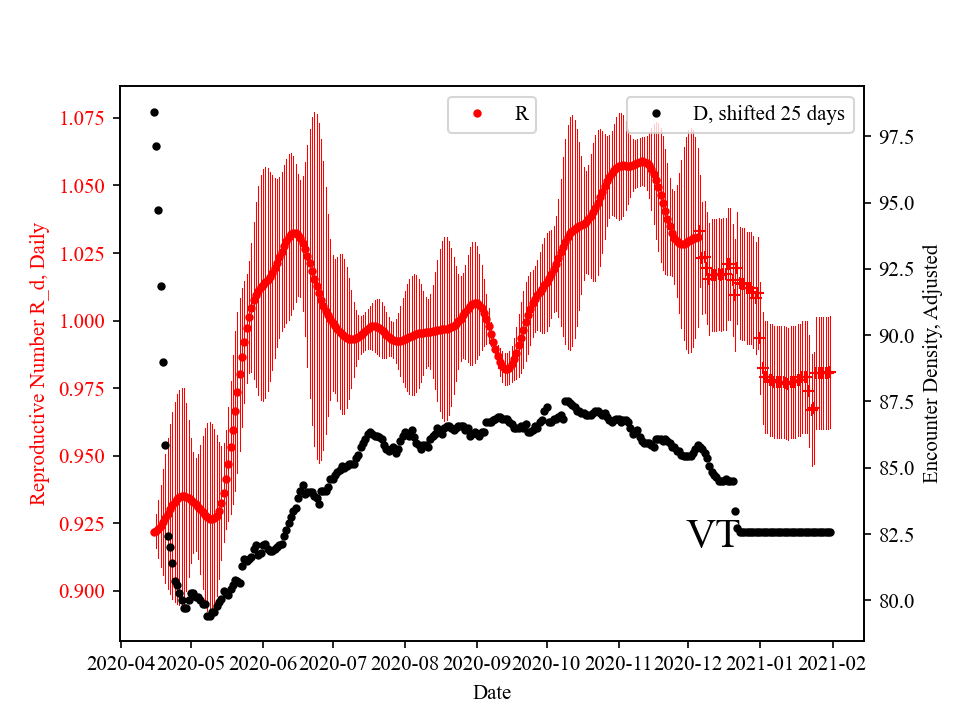 R
D, shifted 25 days
Reproductive Number R_d, Daily
1.075
1.050
1.025
1.000
0.975
0.950
0.925
0.900
97.5
95.0
92.5
90.0
87.5
85.0
82.5
80.0
Encounter Density, Adjusted
VT
2020-04 2020-05 2020-06 2020-07 2020-08 2020-09 2020-10 2020-11 2020-12 2021-01 2021-02
Date